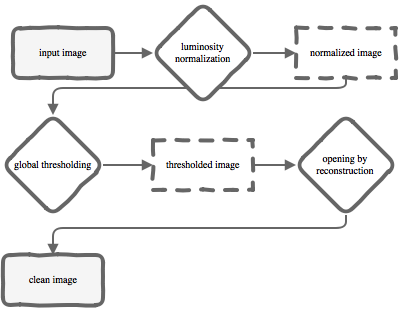 input image
luminosity
normalization
normalized image
global thresholding
thresholded image
opening by
reconstruction
clean image